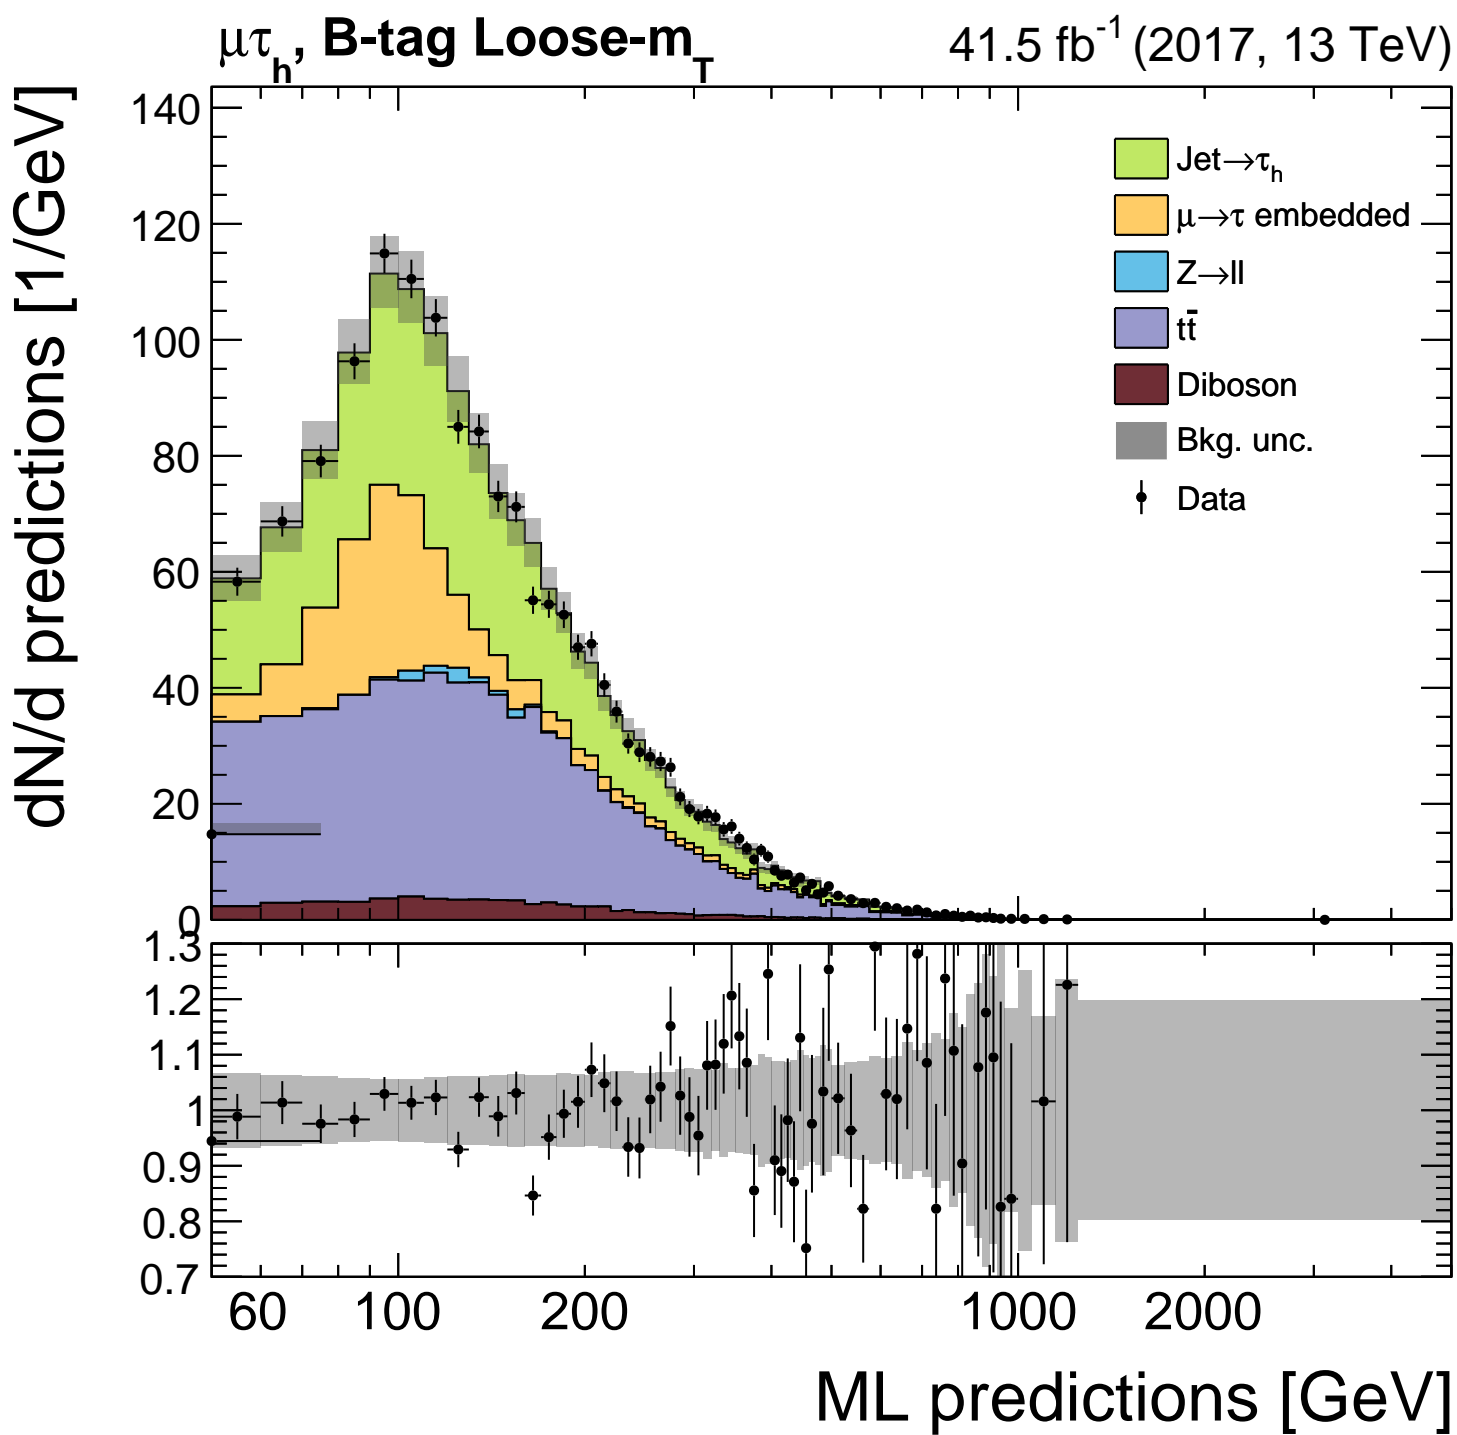 μτh, B-tag Loose-mT
41.5 fb-1 (2017, 13 TeV)
dN/d predictions [1/GeV]
140
120
100
80
60
40
20
0
Jet→τh
μ→τ embedded
Z→ll
tt̄
Diboson
Bkg. unc.
Data
1.3
1.2
1.1
1
0.9
0.8
0.7
60 100 200 1000 2000
ML predictions [GeV]